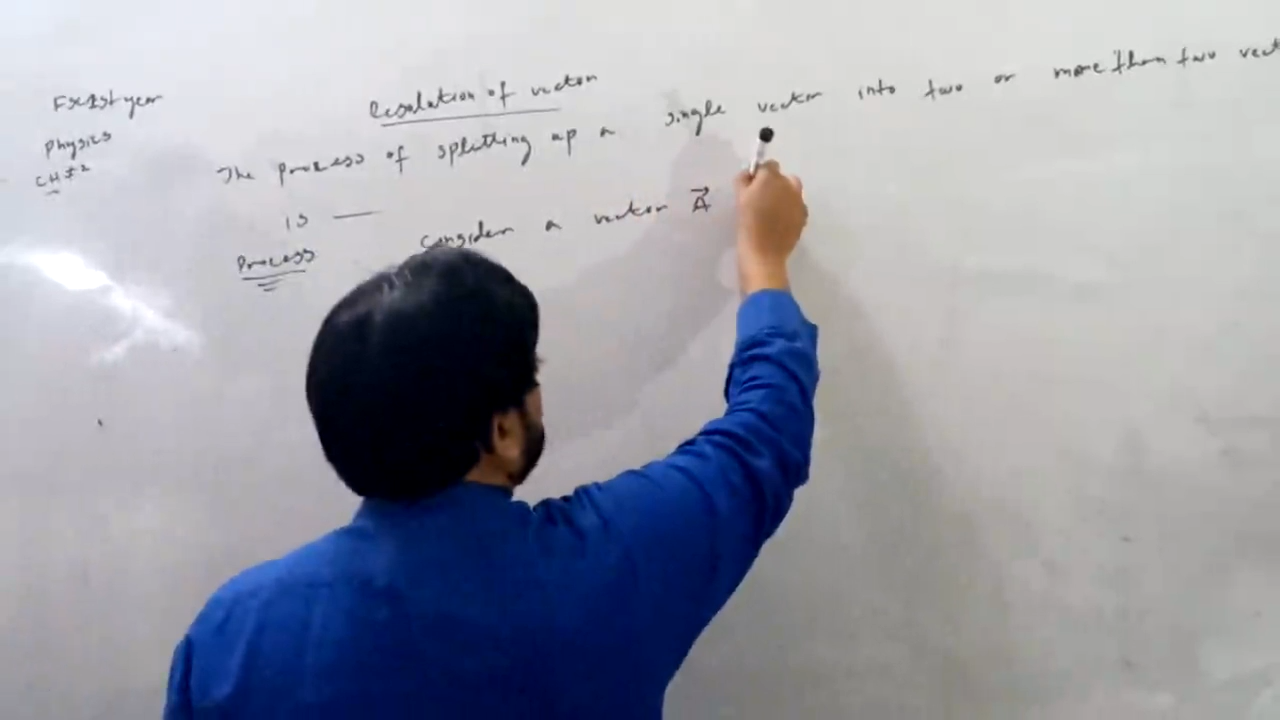 Fsc 1st year
Physics
CH # 2
Resolution of vector
The process of splitting up a single vector into two or more than two vect
is —
Process
Consider a vector A⃗